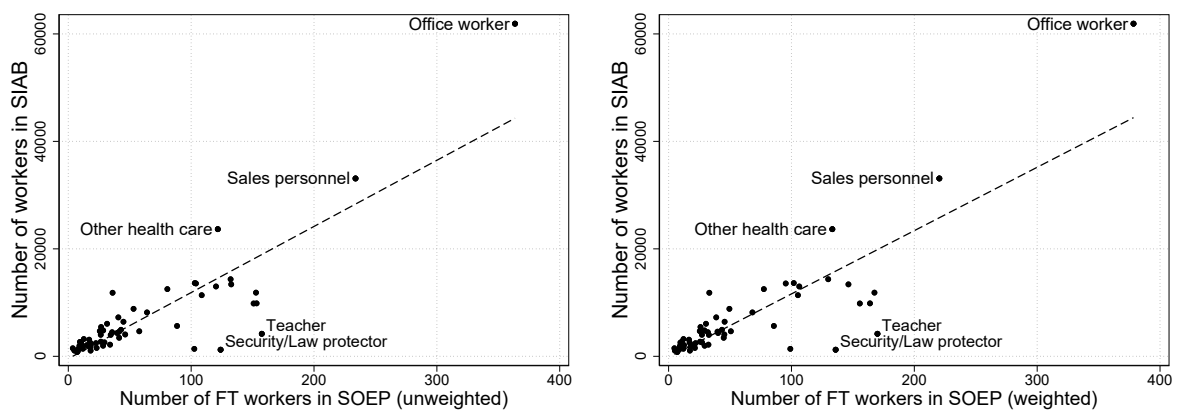 Number of workers in SIAB
60000
40000
20000
0
Office worker
Sales personnel
Other health care
Teacher
Security/Law protector
0 100 200 300 400
Number of FT workers in SOEP (unweighted)
Number of workers in SIAB
60000
40000
20000
0
Office worker
Sales personnel
Other health care
Teacher
Security/Law protector
0 100 200 300 400
Number of FT workers in SOEP (weighted)